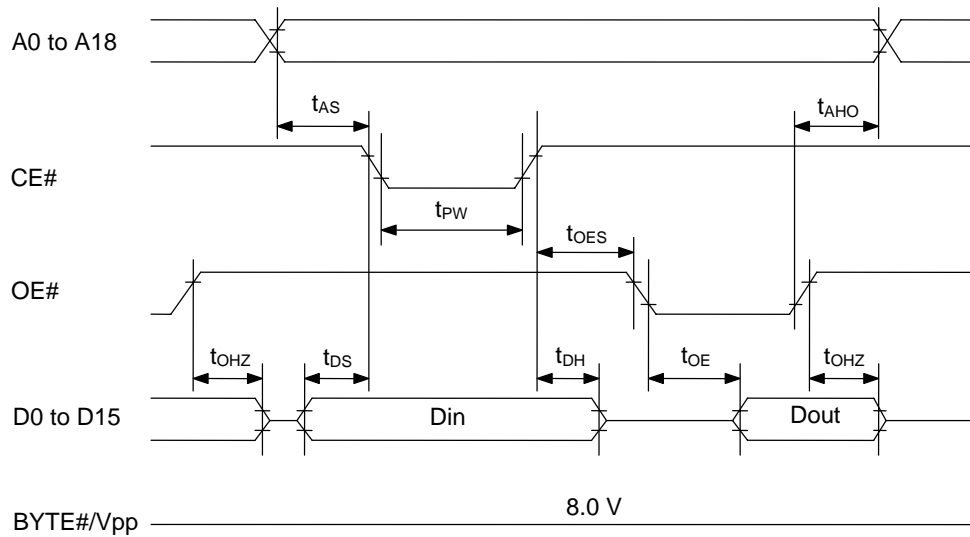 A0 to A18
tAS
tAHO
CE#
tPW
tOES
OE#
tOHZ
tDS
tDH
tOE
tOHZ
D0 to D15
Din
Dout
8.0 V
BYTE#/Vpp